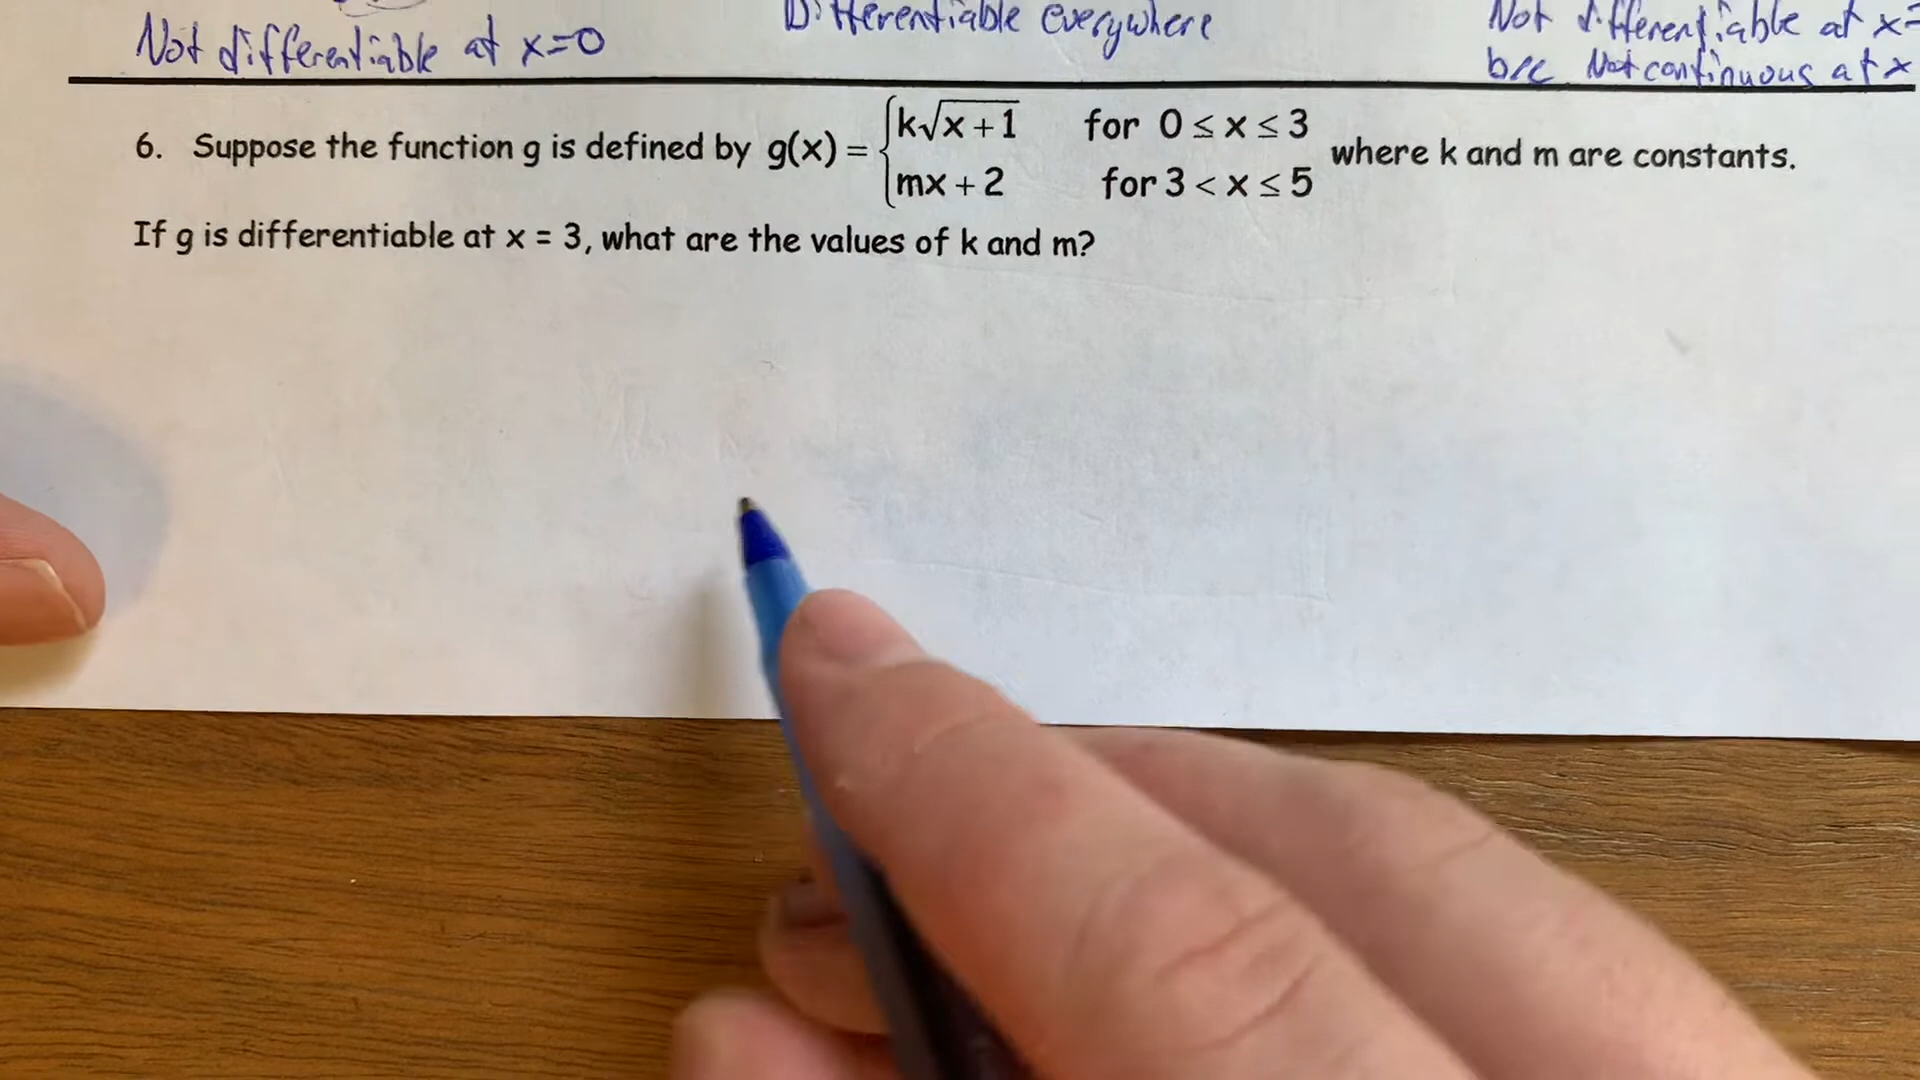 Not differentiable at x=0
Differentiable everywhere
Not differentiable at x=
b/c Not continuous at x
6. Suppose the function g is defined by g(x) = { k√(x+1) for 0 ≤ x ≤ 3
mx + 2 for 3 < x ≤ 5 where k and m are constants.
If g is differentiable at x = 3, what are the values of k and m?